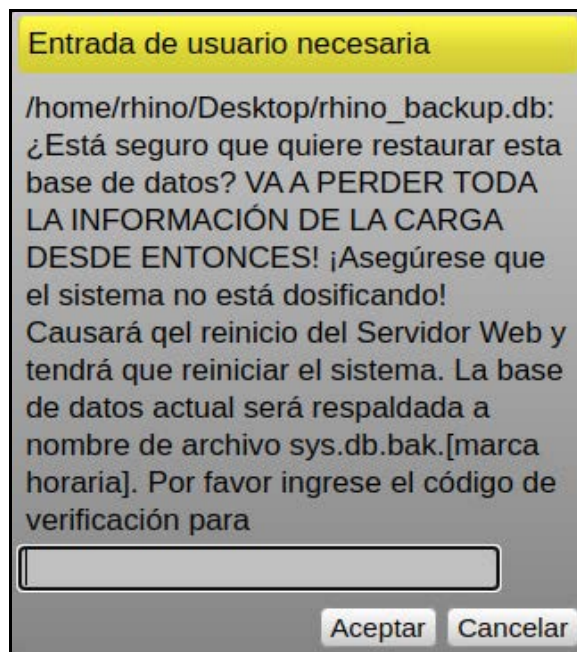 Entrada de usuario necesaria
/home/rhino/Desktop/rhino_backup.db:
¿Está seguro que quiere restaurar esta
base de datos? VA A PERDER TODA
LA INFORMACIÓN DE LA CARGA
DESDE ENTONCES! ¡Asegúrese que
el sistema no está dosificando!
Causará qel reinicio del Servidor Web y
tendrá que reiniciar el sistema. La base
de datos actual será respaldada a
nombre de archivo sys.db.bak.[marca
horaria]. Por favor ingrese el código de
verificación para
Aceptar Cancelar